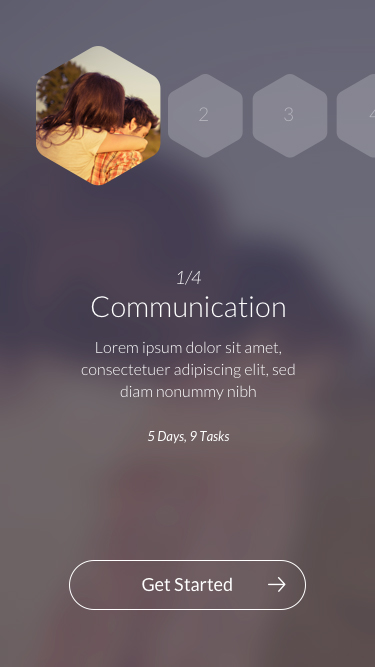 2
3
4
1/4
Communication
Lorem ipsum dolor sit amet,
consectetuer adipiscing elit, sed
diam nonummy nibh
5 Days, 9 Tasks
Get Started